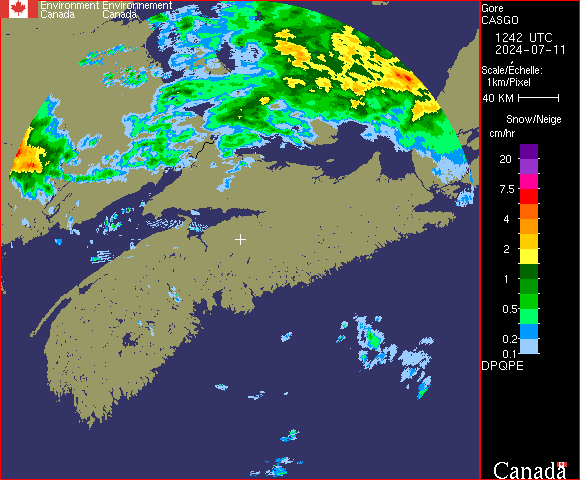 Environment Environnement
Canada Canada
Gore
CASGO
1242 UTC
2024-07-11
Scale/Echelle:
1km/Pixel
40 KM
Snow/Neige
cm/hr
20
7.5
4
2
1
0.5
0.2
0.1
DPQPE
Canada